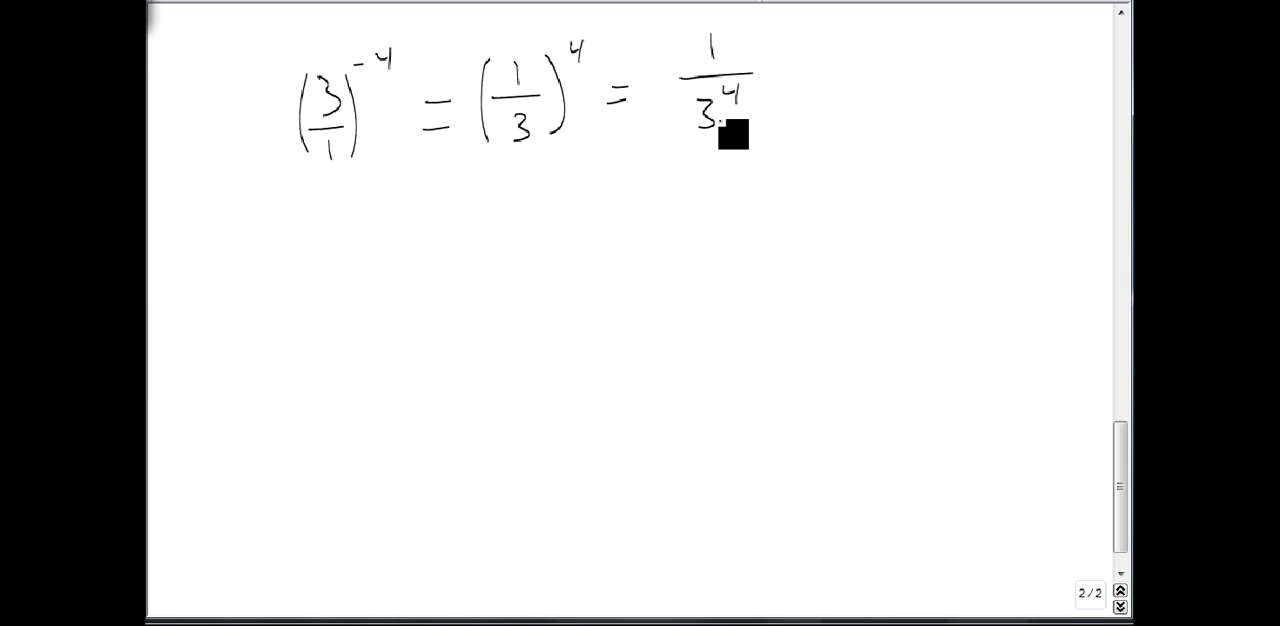 (3/1)^-4 = (1/3)^4 = 1/3^4
2/2